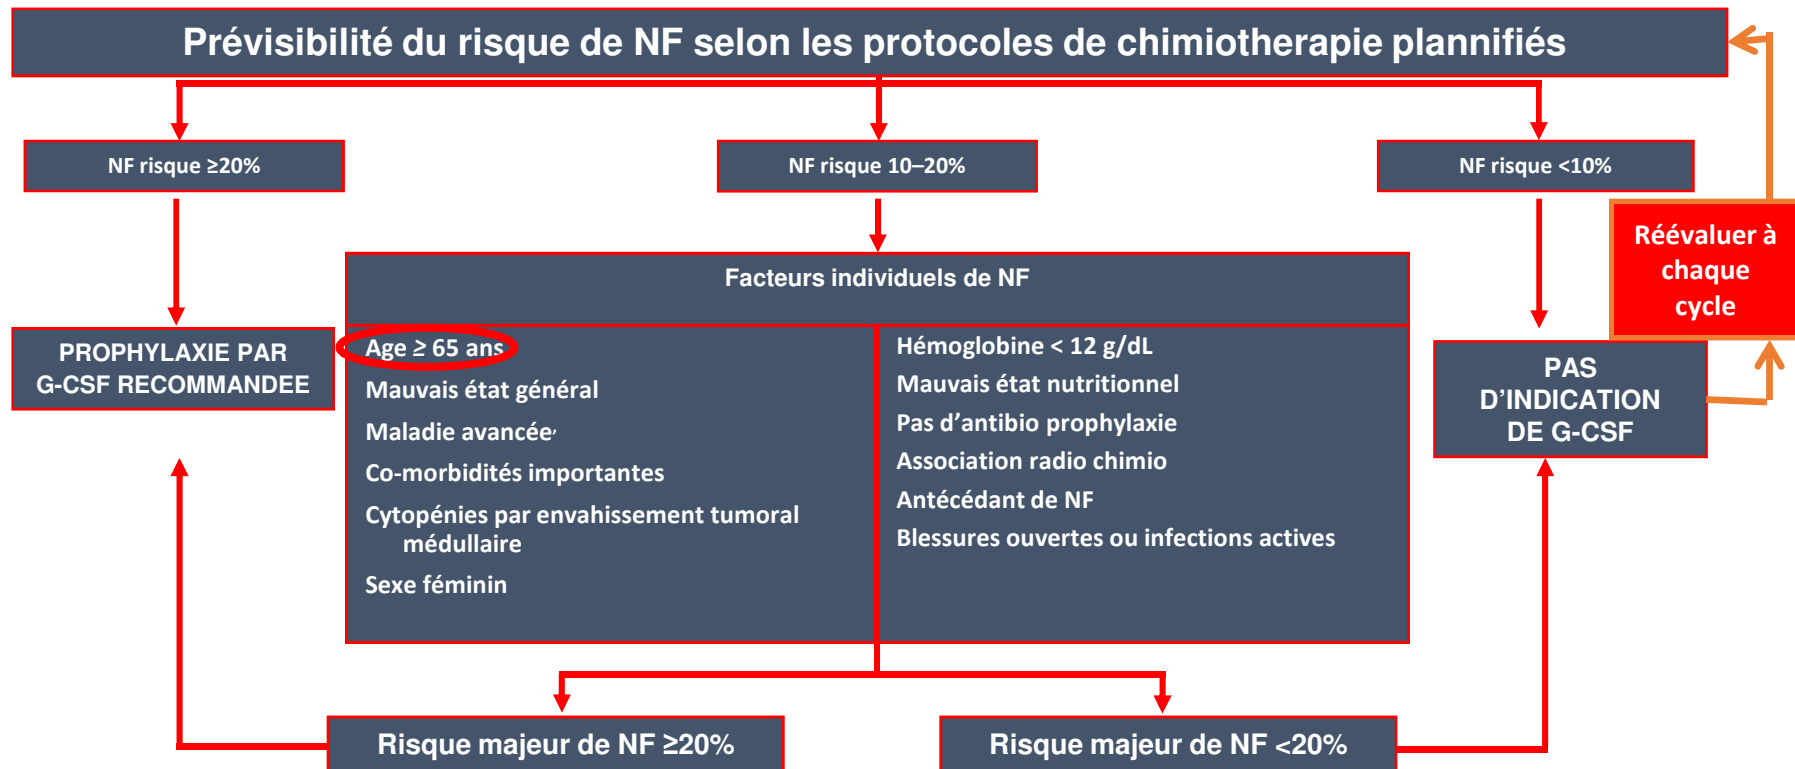 Prévisibilité du risque de NF selon les protocoles de chimiotherapie plannifiés
NF risque ≥20%
NF risque 10–20%
NF risque <10%
Réévaluer à
chaque
cycle
Facteurs individuels de NF
PROPHYLAXIE PAR
G-CSF RECOMMANDEE
Age ≥ 65 ans
Mauvais état général
Maladie avancée,
Co-morbidités importantes
Cytopénies par envahissement tumoral
médullaire
Sexe féminin
Hémoglobine < 12 g/dL
Mauvais état nutritionnel
Pas d’antibio prophylaxie
Association radio chimio
Antécédant de NF
Blessures ouvertes ou infections actives
PAS
D’INDICATION
DE G-CSF
Risque majeur de NF ≥20%
Risque majeur de NF <20%